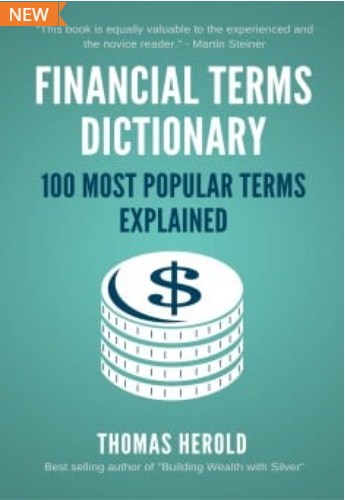 NEW
"This book is equally valuable to the experienced and
the novice reader." - Martin Steiner
FINANCIAL TERMS
DICTIONARY
100 MOST POPULAR TERMS
EXPLAINED
$
THOMAS HEROLD
Best selling author of "Building Wealth with Silver"